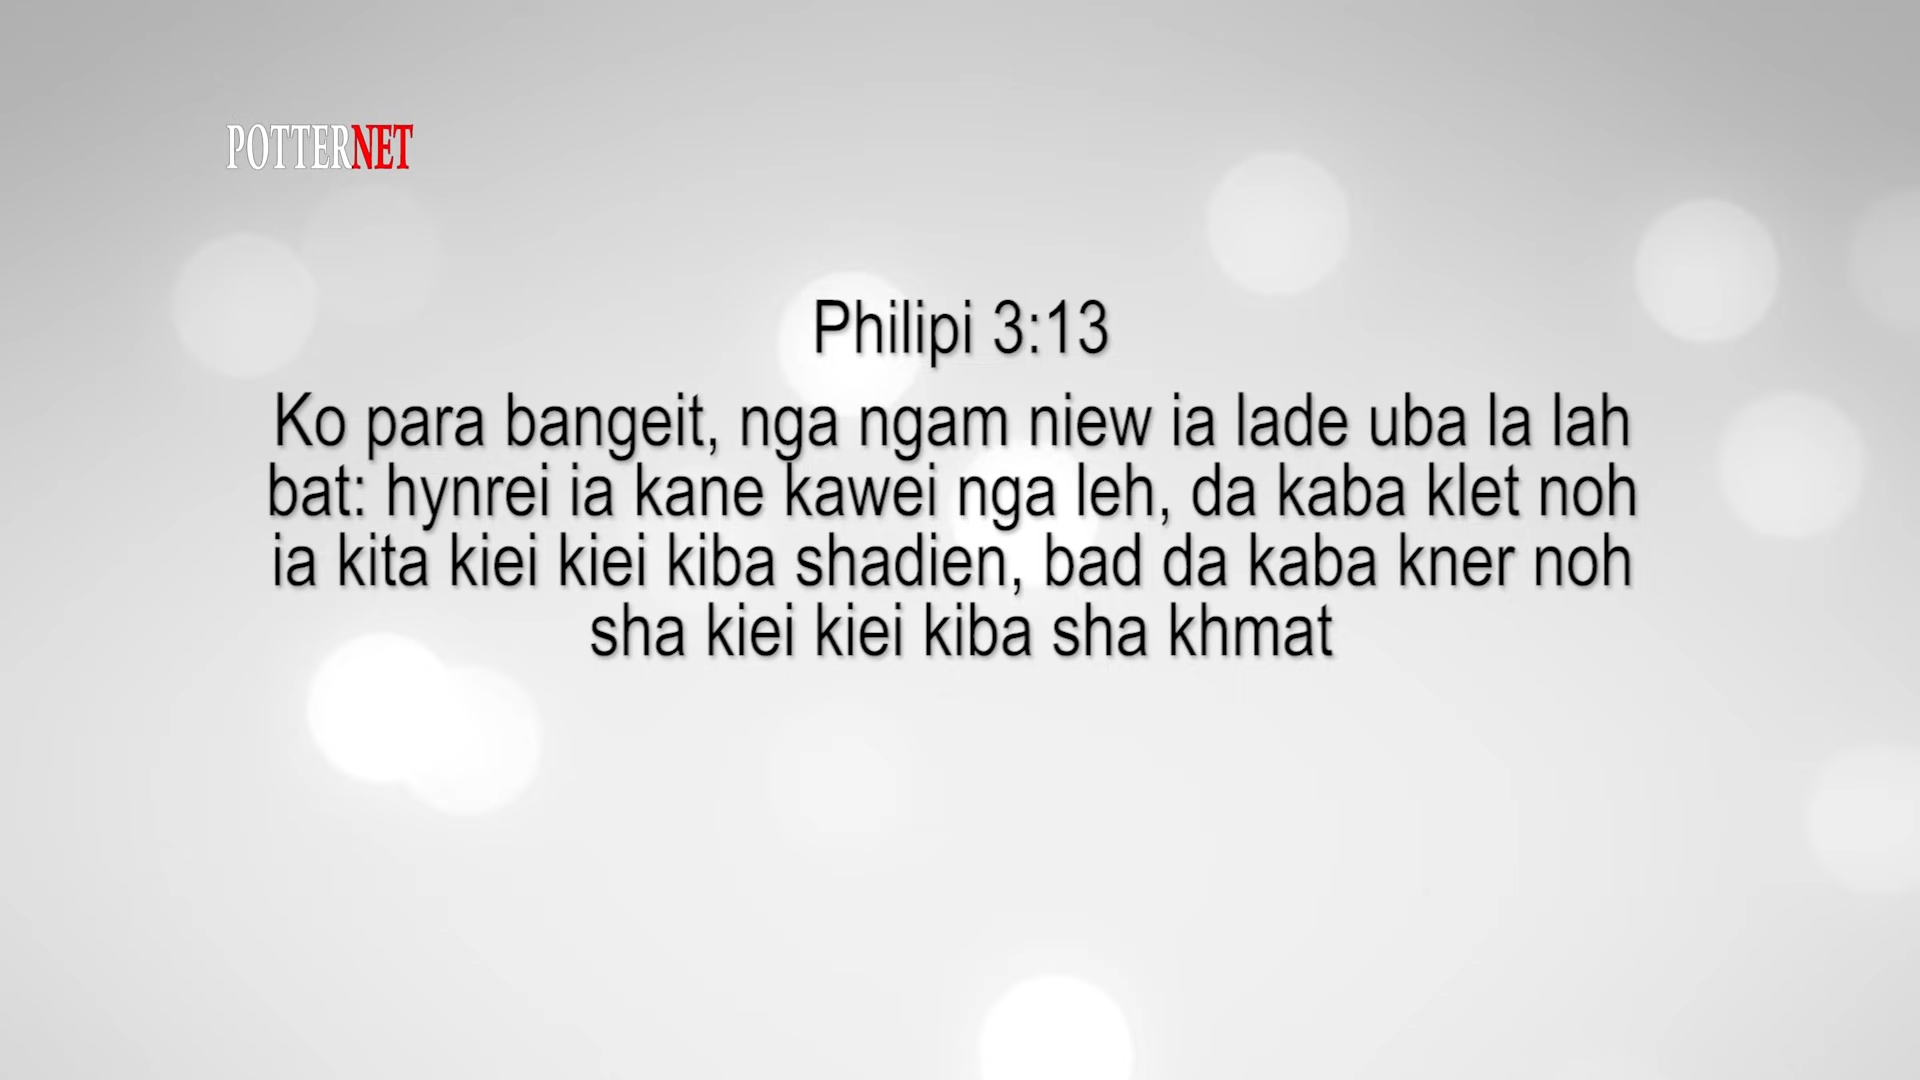 POTTERNET
Philipi 3:13
Ko para bangeit, nga ngam niew ia lade uba la lah
bat: hynrei ia kane kawei nga leh, da kaba klet noh
ia kita kiei kiei kiba shadien, bad da kaba kner noh
sha kiei kiei kiba sha khmat